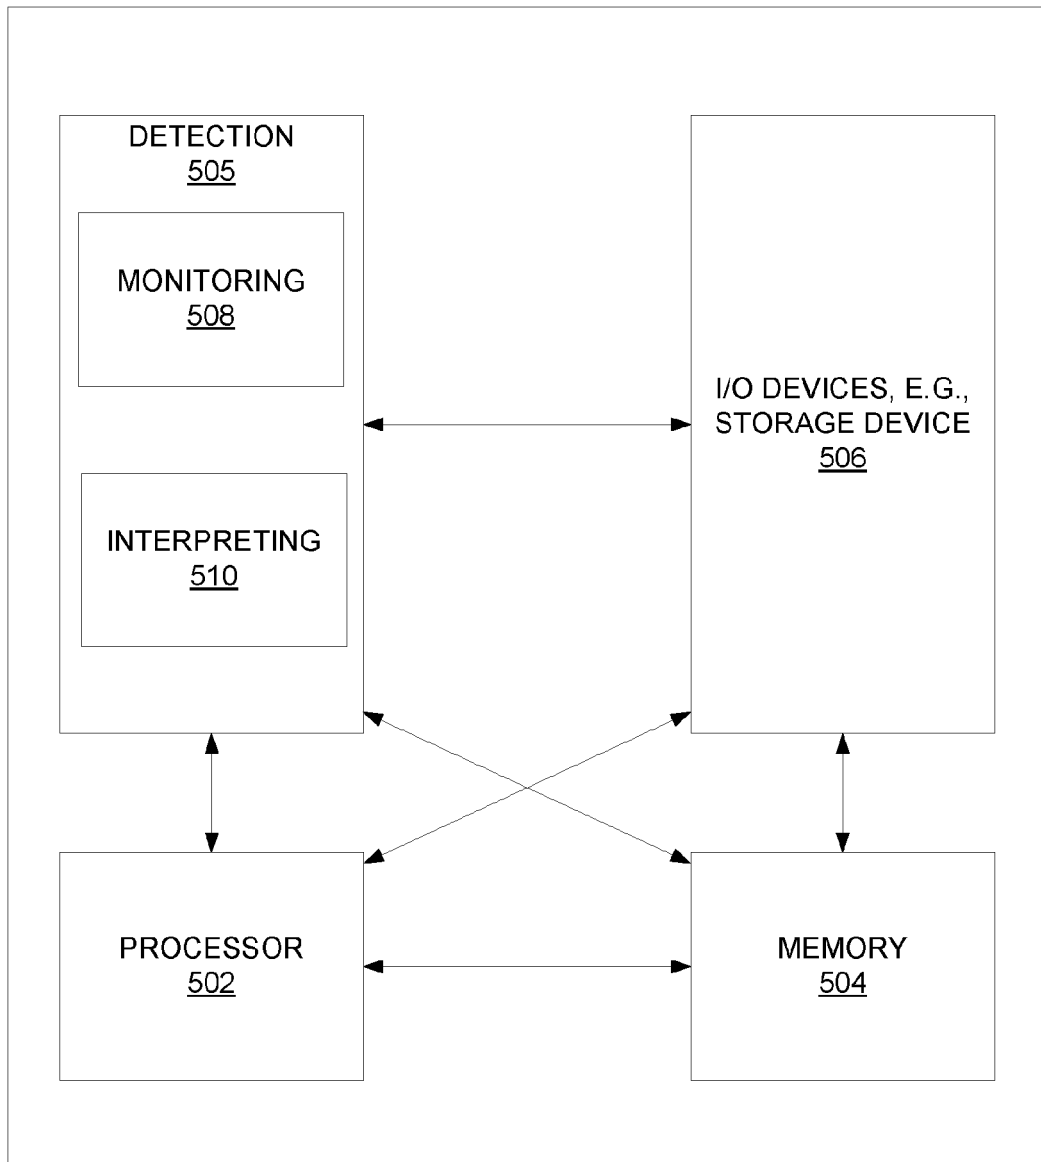 DETECTION
505
MONITORING
508
INTERPRETING
510
I/O DEVICES, E.G.,
STORAGE DEVICE
506
PROCESSOR
502
MEMORY
504